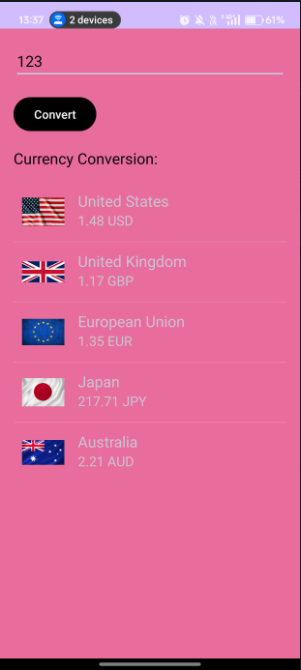 13:37 2 devices 61%
123
Convert
Currency Conversion:
United States
1.48 USD
United Kingdom
1.17 GBP
European Union
1.35 EUR
Japan
217.71 JPY
Australia
2.21 AUD